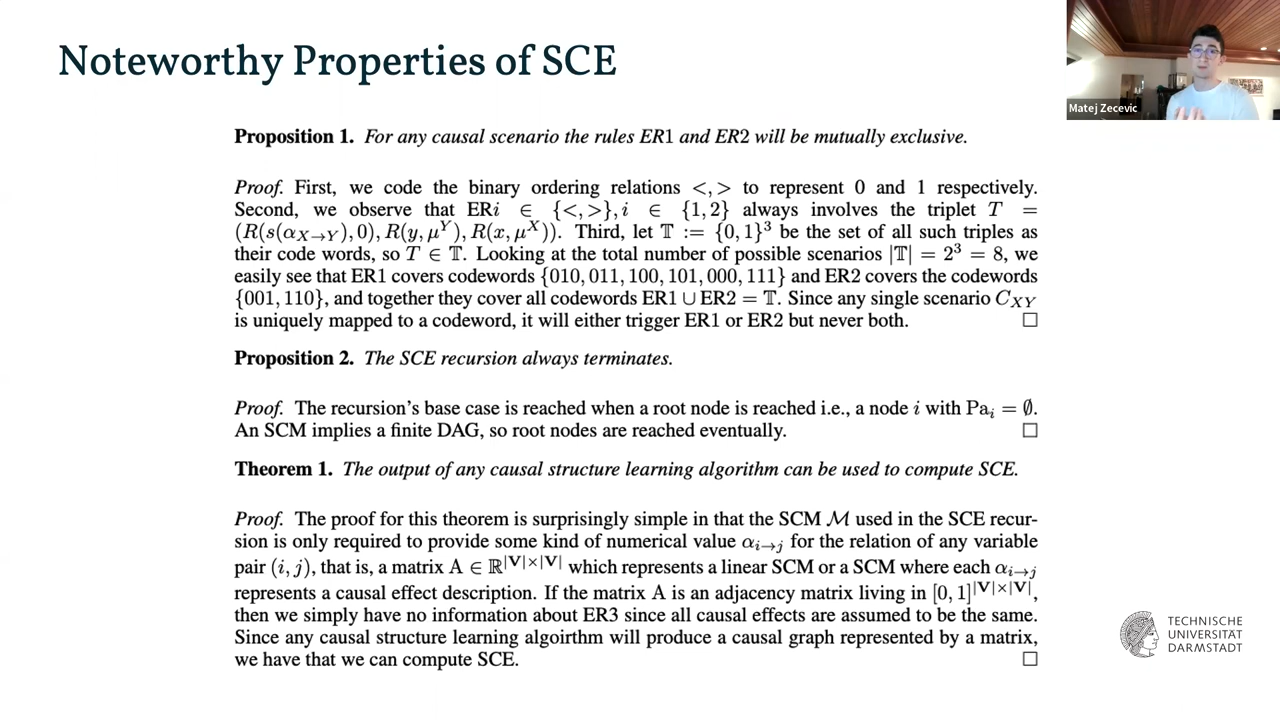 Noteworthy Properties of SCE
Matej Zecevic
Proposition 1. For any causal scenario the rules ER1 and ER2 will be mutually exclusive.
Proof. First, we code the binary ordering relations <, > to represent 0 and 1 respectively.
Second, we observe that ERi ∈ {<, >}, i ∈ {1, 2} always involves the triplet T =
(R(s(α_{X→Y}), 0), R(y, μ^Y), R(x, μ^X)). Third, let 𝕋 := {0, 1}³ be the set of all such triples as
their code words, so T ∈ 𝕋. Looking at the total number of possible scenarios |𝕋| = 2³ = 8, we
easily see that ER1 covers codewords {010, 011, 100, 101, 000, 111} and ER2 covers the codewords
{001, 110}, and together they cover all codewords ER1 ∪ ER2 = 𝕋. Since any single scenario C_{XY}
is uniquely mapped to a codeword, it will either trigger ER1 or ER2 but never both. □
Proposition 2. The SCE recursion always terminates.
Proof. The recursion's base case is reached when a root node is reached i.e., a node i with Pa_i = ∅.
An SCM implies a finite DAG, so root nodes are reached eventually. □
Theorem 1. The output of any causal structure learning algorithm can be used to compute SCE.
Proof. The proof for this theorem is surprisingly simple in that the SCM ℳ used in the SCE recur-
sion is only required to provide some kind of numerical value α_{i→j} for the relation of any variable
pair (i, j), that is, a matrix A ∈ ℝ^{|V|×|V|} which represents a linear SCM or a SCM where each α_{i→j}
represents a causal effect description. If the matrix A is an adjacency matrix living in [0, 1]^{|V|×|V|},
then we simply have no information about ER3 since all causal effects are assumed to be the same.
Since any causal structure learning algoirthm will produce a causal graph represented by a matrix,
we have that we can compute SCE. □
TECHNISCHE
UNIVERSITÄT
DARMSTADT